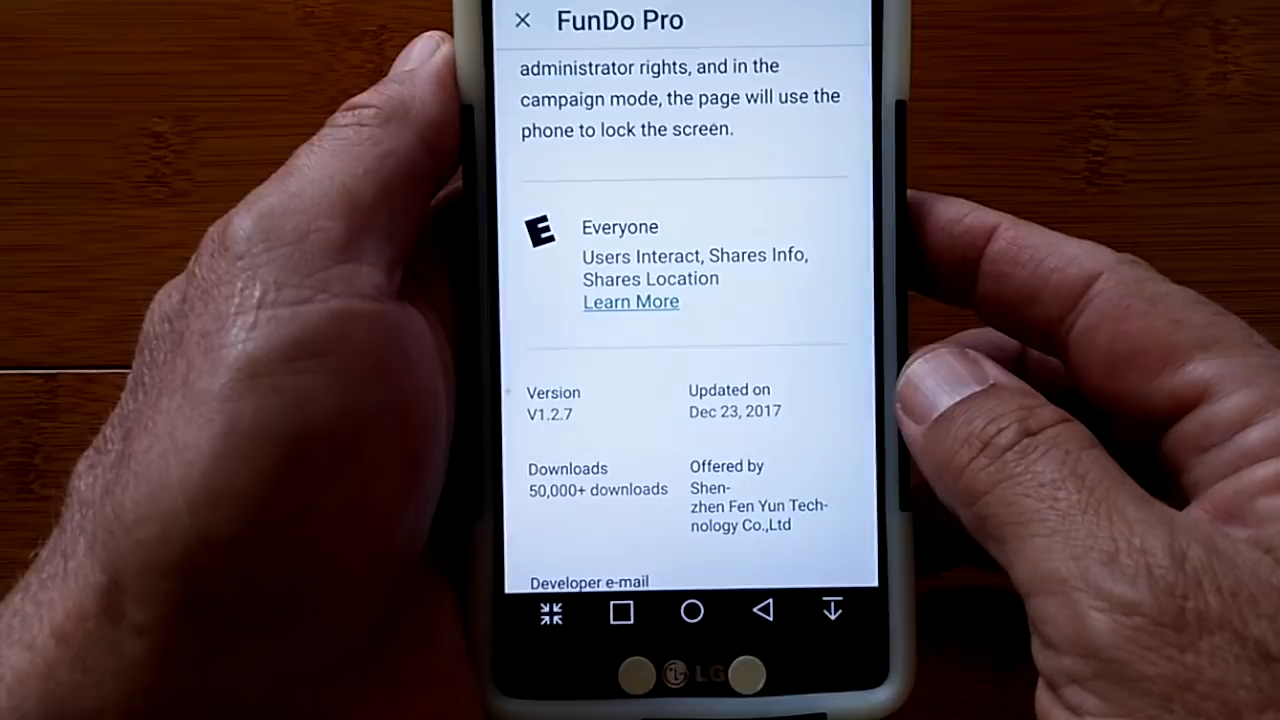 FunDo Pro
administrator rights, and in the
campaign mode, the page will use the
phone to lock the screen.
E
Everyone
Users Interact, Shares Info,
Shares Location
Learn More
Version
V1.2.7
Updated on
Dec 23, 2017
Downloads
50,000+ downloads
Offered by
Shen-
zhen Fen Yun Tech-
nology Co.,Ltd
Developer e-mail
LG